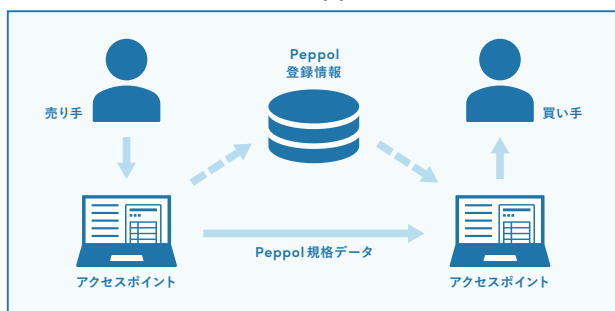 Peppol
登録情報
売り手
買い手
Peppol規格データ
アクセスポイント
アクセスポイント